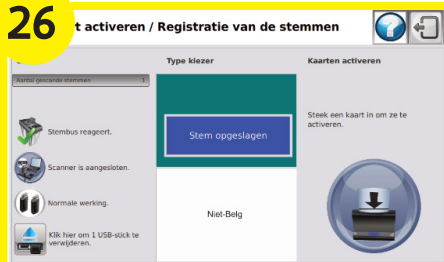 26
t activeren / Registratie van de stemmen
Type kiezer
Kaarten activeren
Aantal gescande stemmen 1
Stembus reageert.
Scanner is aangesloten.
Normale werking.
Klik hier om 1 USB-stick te
verwijderen.
Stem opgeslagen
Niet-Belg
Steek een kaart in om ze te
activeren.